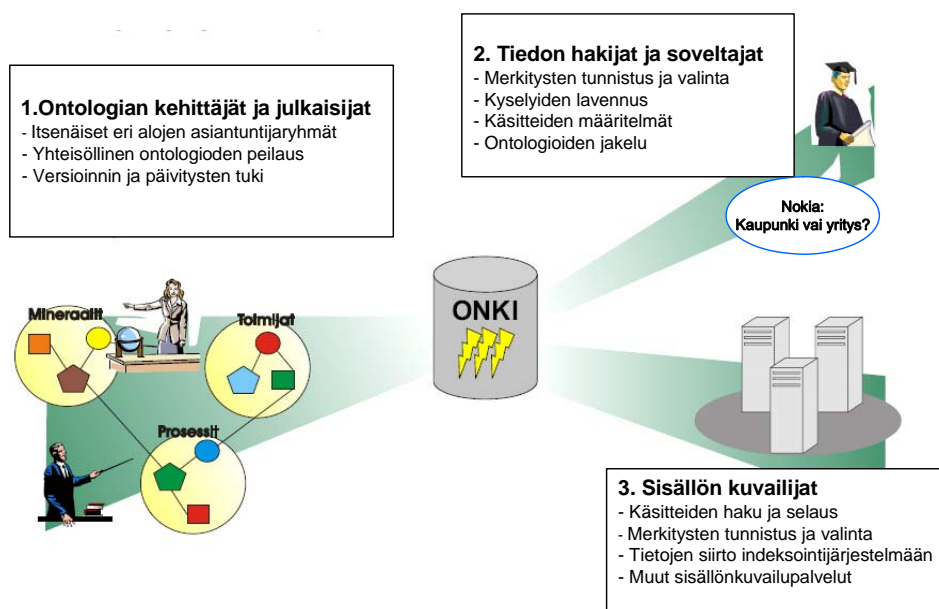 1.Ontologian kehittäjät ja julkaisijat
- Itsenäiset eri alojen asiantuntijaryhmät
- Yhteisöllinen ontologioden peilaus
- Versioinnin ja päivitysten tuki
2. Tiedon hakijat ja soveltajat
- Merkitysten tunnistus ja valinta
- Kyselyiden lavennus
- Käsitteiden määritelmät
- Ontologioiden jakelu
Nokia:
Kaupunki vai yritys?
Mineraalit
Toimijat
Prosessit
ONKI
3. Sisällön kuvailijat
- Käsitteiden haku ja selaus
- Merkitysten tunnistus ja valinta
- Tietojen siirto indeksointijärjestelmään
- Muut sisällönkuvailupalvelut